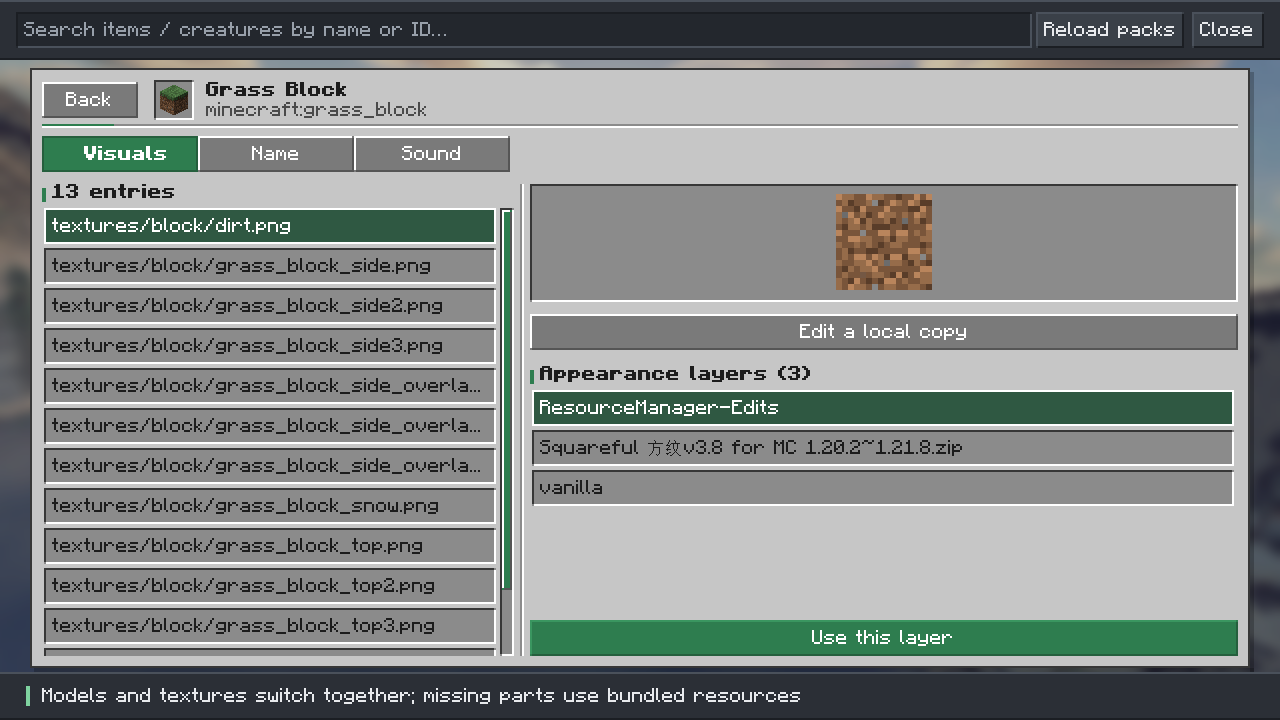 Search items / creatures by name or ID...
Reload packs
Close
Back
Grass Block
minecraft:grass_block
Visuals
Name
Sound
13 entries
textures/block/dirt.png
textures/block/grass_block_side.png
textures/block/grass_block_side2.png
textures/block/grass_block_side3.png
textures/block/grass_block_side_overla...
textures/block/grass_block_side_overla...
textures/block/grass_block_side_overla...
textures/block/grass_block_snow.png
textures/block/grass_block_top.png
textures/block/grass_block_top2.png
textures/block/grass_block_top3.png
Edit a local copy
Appearance layers (3)
ResourceManager-Edits
Squareful 方纹v3.8 for MC 1.20.2~1.21.8.zip
vanilla
Use this layer
Models and textures switch together; missing parts use bundled resources